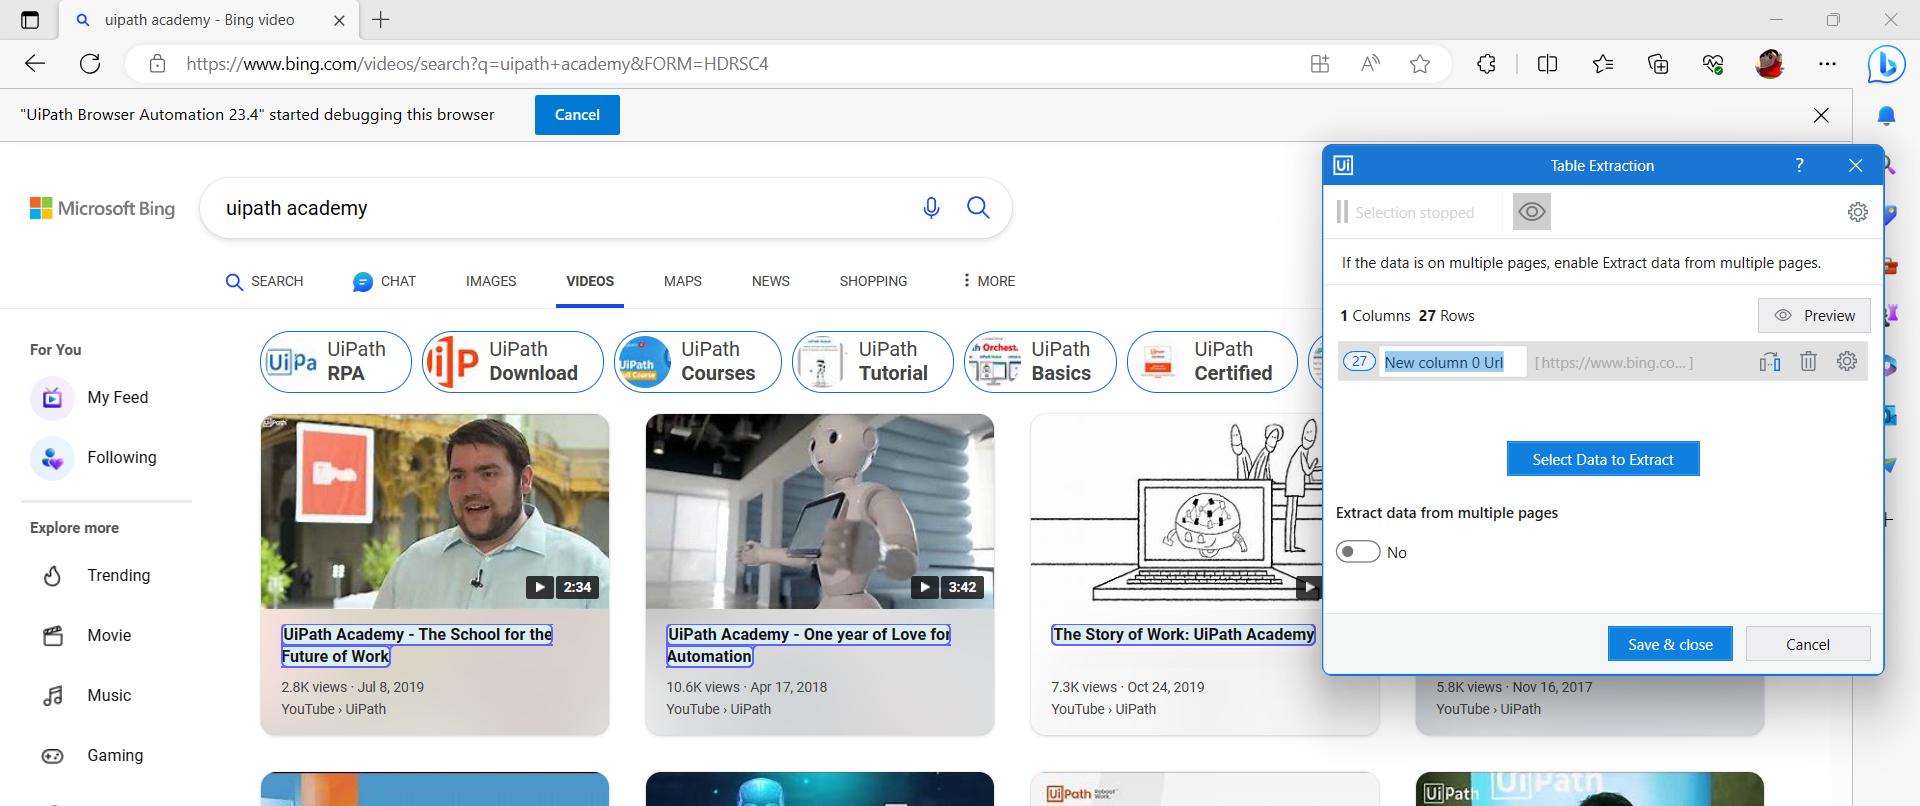 uipath academy - Bing video
https://www.bing.com/videos/search?q=uipath+academy&FORM=HDRSC4
"UiPath Browser Automation 23.4" started debugging this browser
Cancel
Ui
Table Extraction
?
Selection stopped
If the data is on multiple pages, enable Extract data from multiple pages.
1 Columns 27 Rows
Preview
27
New column 0 Url
[ https://www.bing.co... ]
Select Data to Extract
Extract data from multiple pages
No
Save & close
Cancel
Microsoft Bing
uipath academy
SEARCH
CHAT
IMAGES
VIDEOS
MAPS
NEWS
SHOPPING
MORE
For You
My Feed
Following
Explore more
Trending
Movie
Music
Gaming
UiPath
RPA
UiPath
Download
UiPath
Courses
UiPath
Tutorial
UiPath
Basics
UiPath
Certified
2:34
UiPath Academy - The School for the
Future of Work
2.8K views · Jul 8, 2019
YouTube › UiPath
3:42
UiPath Academy - One year of Love for
Automation
10.6K views · Apr 17, 2018
YouTube › UiPath
The Story of Work: UiPath Academy
7.3K views · Oct 24, 2019
YouTube › UiPath
5.8K views · Nov 16, 2017
YouTube › UiPath
UiPath Reboot Work.
UiPath
UiPath